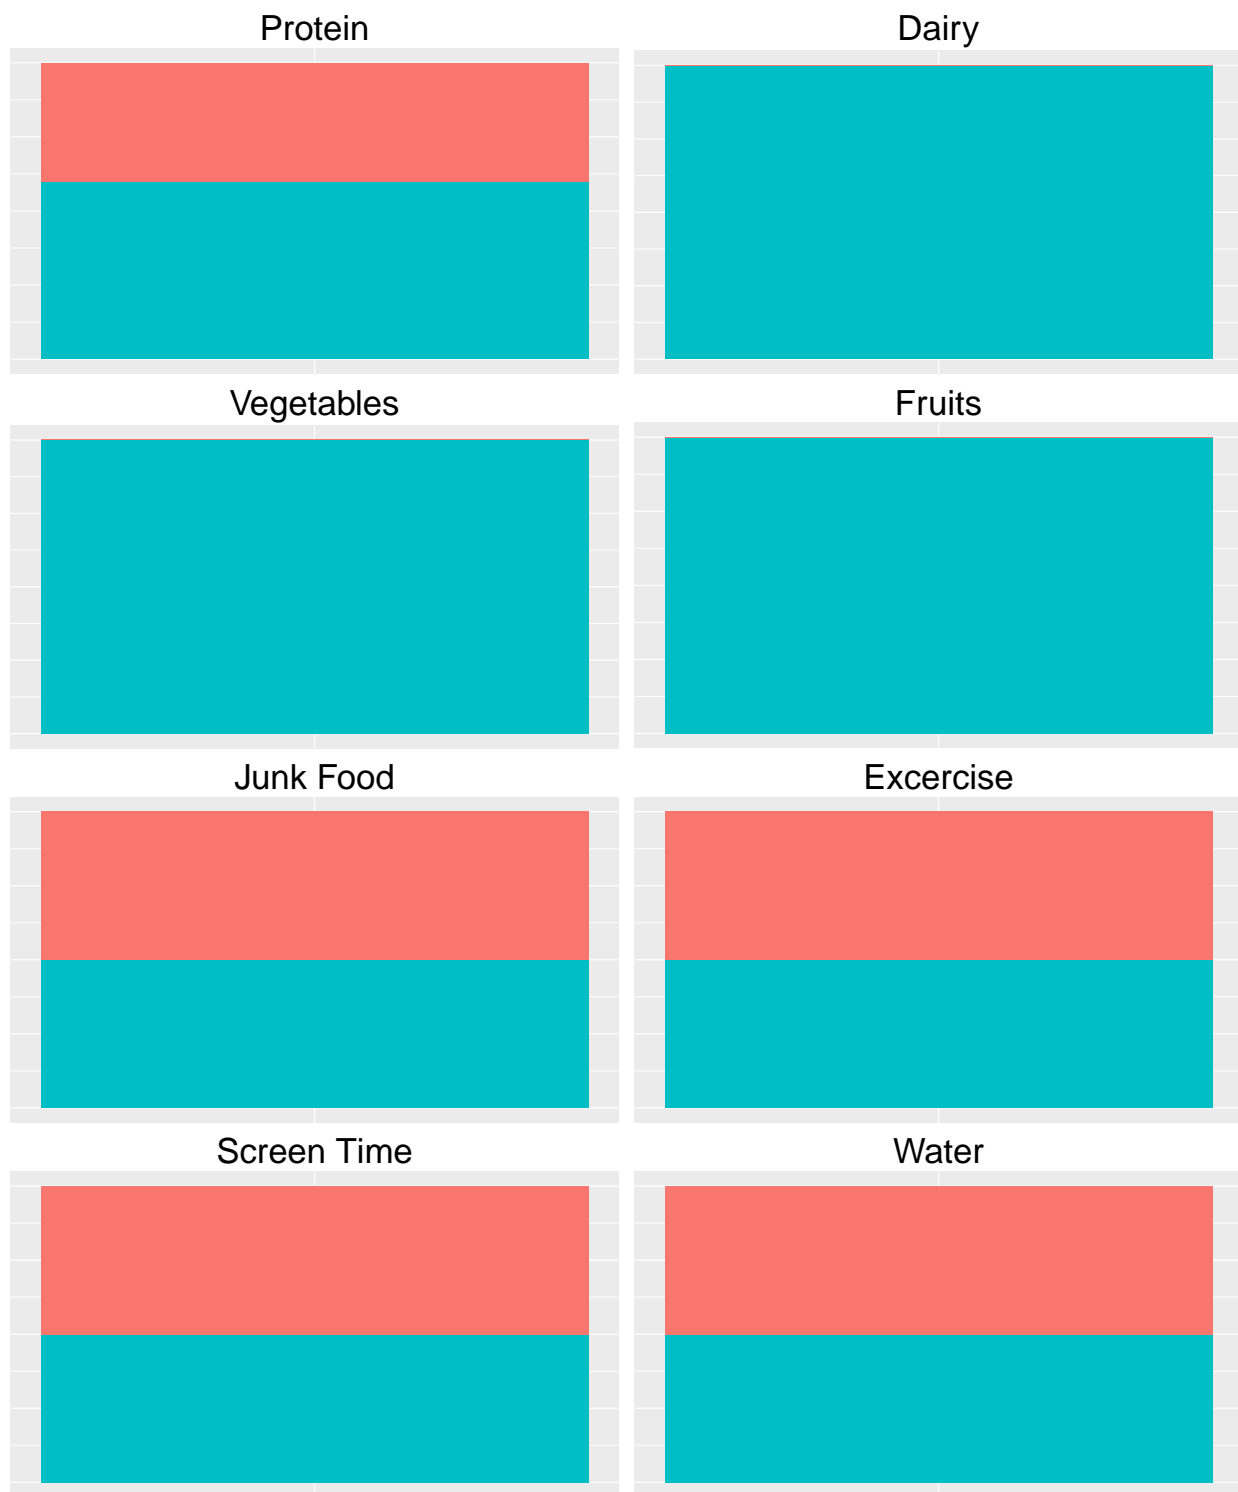 Protein
Dairy
Vegetables
Fruits
Junk Food
Excercise
Screen Time
Water